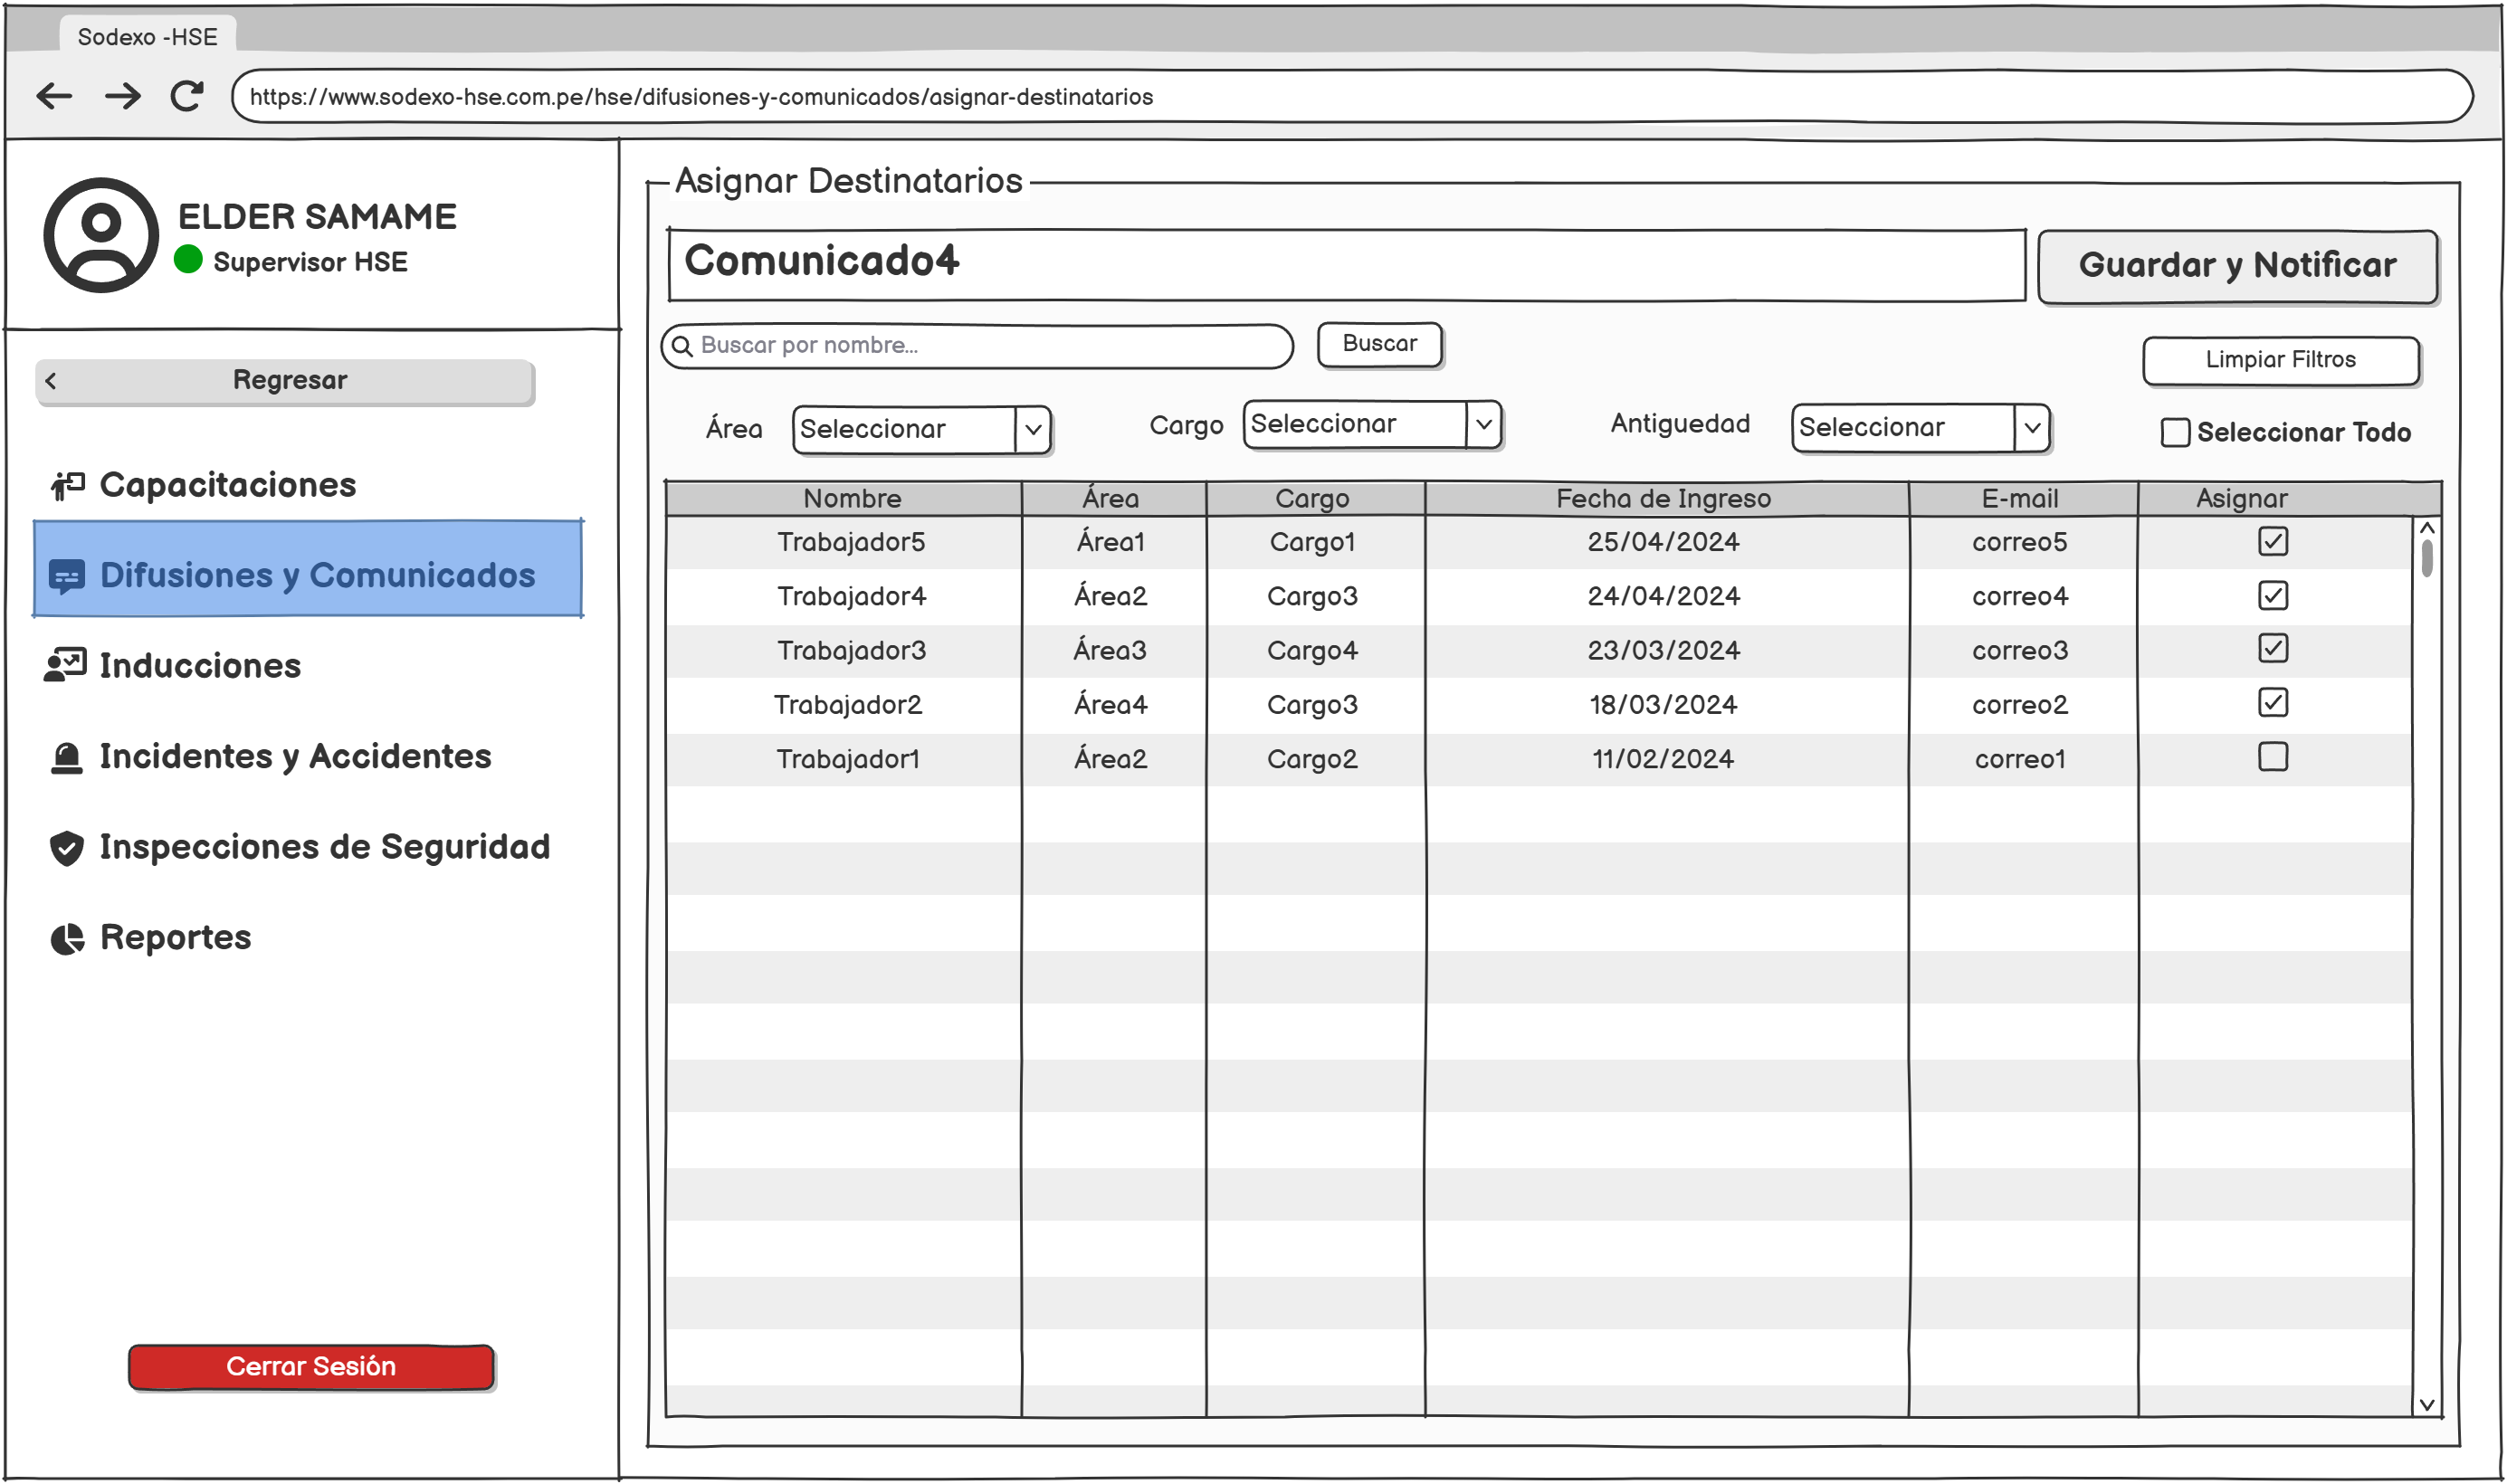 Sodexo -HSE
https://www.sodexo-hse.com.pe/hse/difusiones-y-comunicados/asignar-destinatarios
ELDER SAMAME
Supervisor HSE
Regresar
Capacitaciones
Difusiones y Comunicados
Inducciones
Incidentes y Accidentes
Inspecciones de Seguridad
Reportes
Cerrar Sesión
Asignar Destinatarios
Comunicado4
Guardar y Notificar
Buscar por nombre...
Buscar
Limpiar Filtros
Área Seleccionar Cargo Seleccionar Antiguedad Seleccionar Seleccionar Todo
Nombre Área Cargo Fecha de Ingreso E-mail Asignar
Trabajador5 Área1 Cargo1 25/04/2024 correo5
Trabajador4 Área2 Cargo3 24/04/2024 correo4
Trabajador3 Área3 Cargo4 23/03/2024 correo3
Trabajador2 Área4 Cargo3 18/03/2024 correo2
Trabajador1 Área2 Cargo2 11/02/2024 correo1